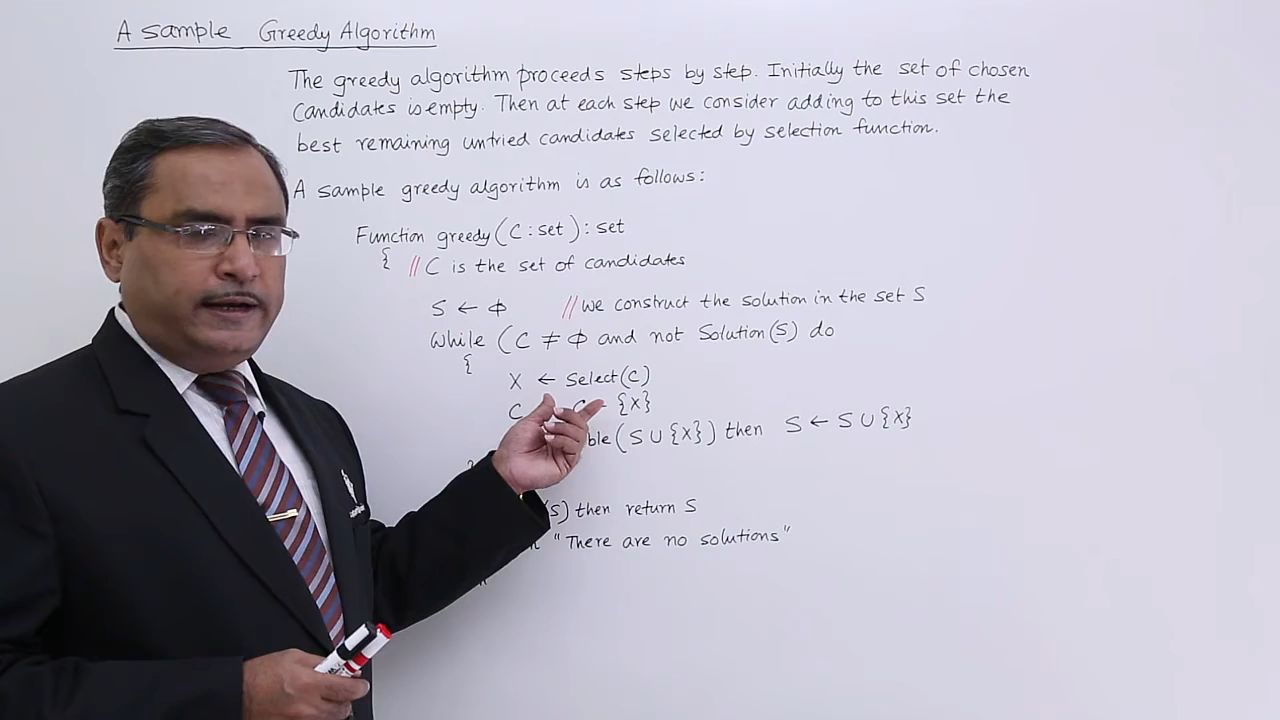 A sample Greedy Algorithm
The greedy algorithm proceeds steps by step. Initially the set of chosen
candidates is empty. Then at each step we consider adding to this set the
best remaining untried candidates selected by selection function.
A sample greedy algorithm is as follows:
Function greedy (C : set) : set
{ // C is the set of candidates
S ← Φ // we construct the solution in the set S
While (C ≠ Φ and not Solution(S) do
{
X ← Select(C)
C {X}
(S ∪ {X}) then S ← S ∪ {X}
(S) then return S
"There are no solutions"